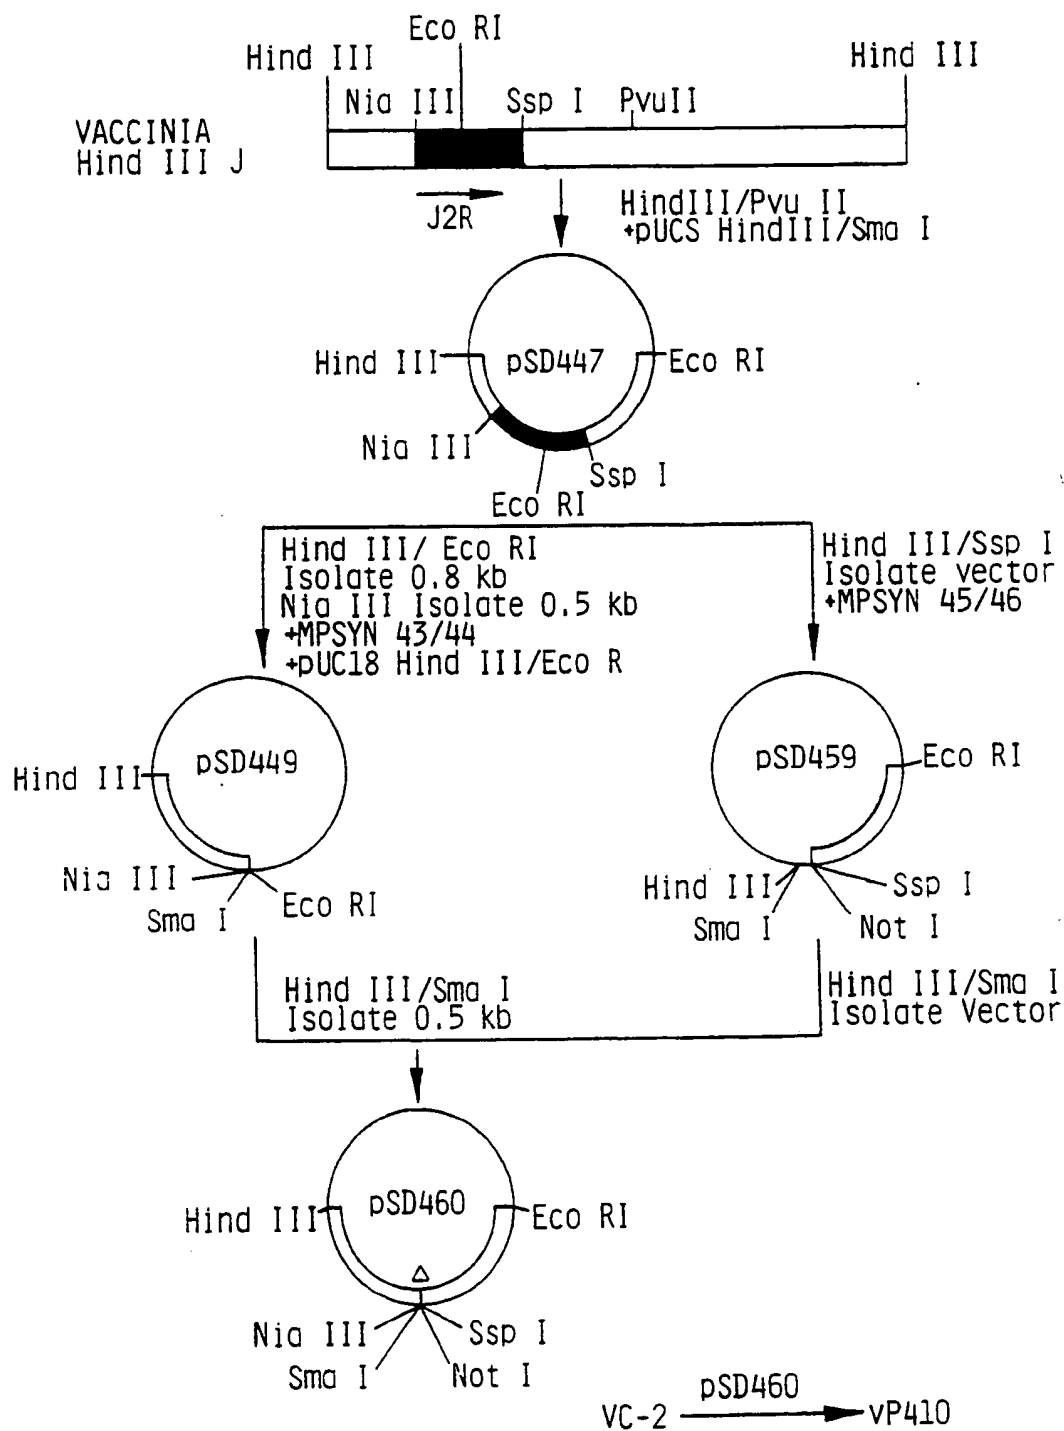 Eco RI
Hind III
Hind III
Nia III
Ssp I
PvuII
VACCINIA
Hind III J
J2R
HindIII/Pvu II
+pUCS HindIII/Sma I
Hind III
pSD447
Eco RI
Nia III
Ssp I
Eco RI
Hind III/ Eco RI
Isolate 0.8 kb
Nia III Isolate 0.5 kb
+MPSYN 43/44
+pUC18 Hind III/Eco R
Hind III/Ssp I
Isolate vector
+MPSYN 45/46
pSD449
Hind III
Nia III
Sma I
Eco RI
pSD459
Eco RI
Hind III
Ssp I
Sma I
Not I
Hind III/Sma I
Isolate 0.5 kb
Hind III/Sma I
Isolate Vector
Hind III
pSD460
Eco RI
Nia III
Ssp I
Sma I
Not I
pSD460
VC-2
vP410